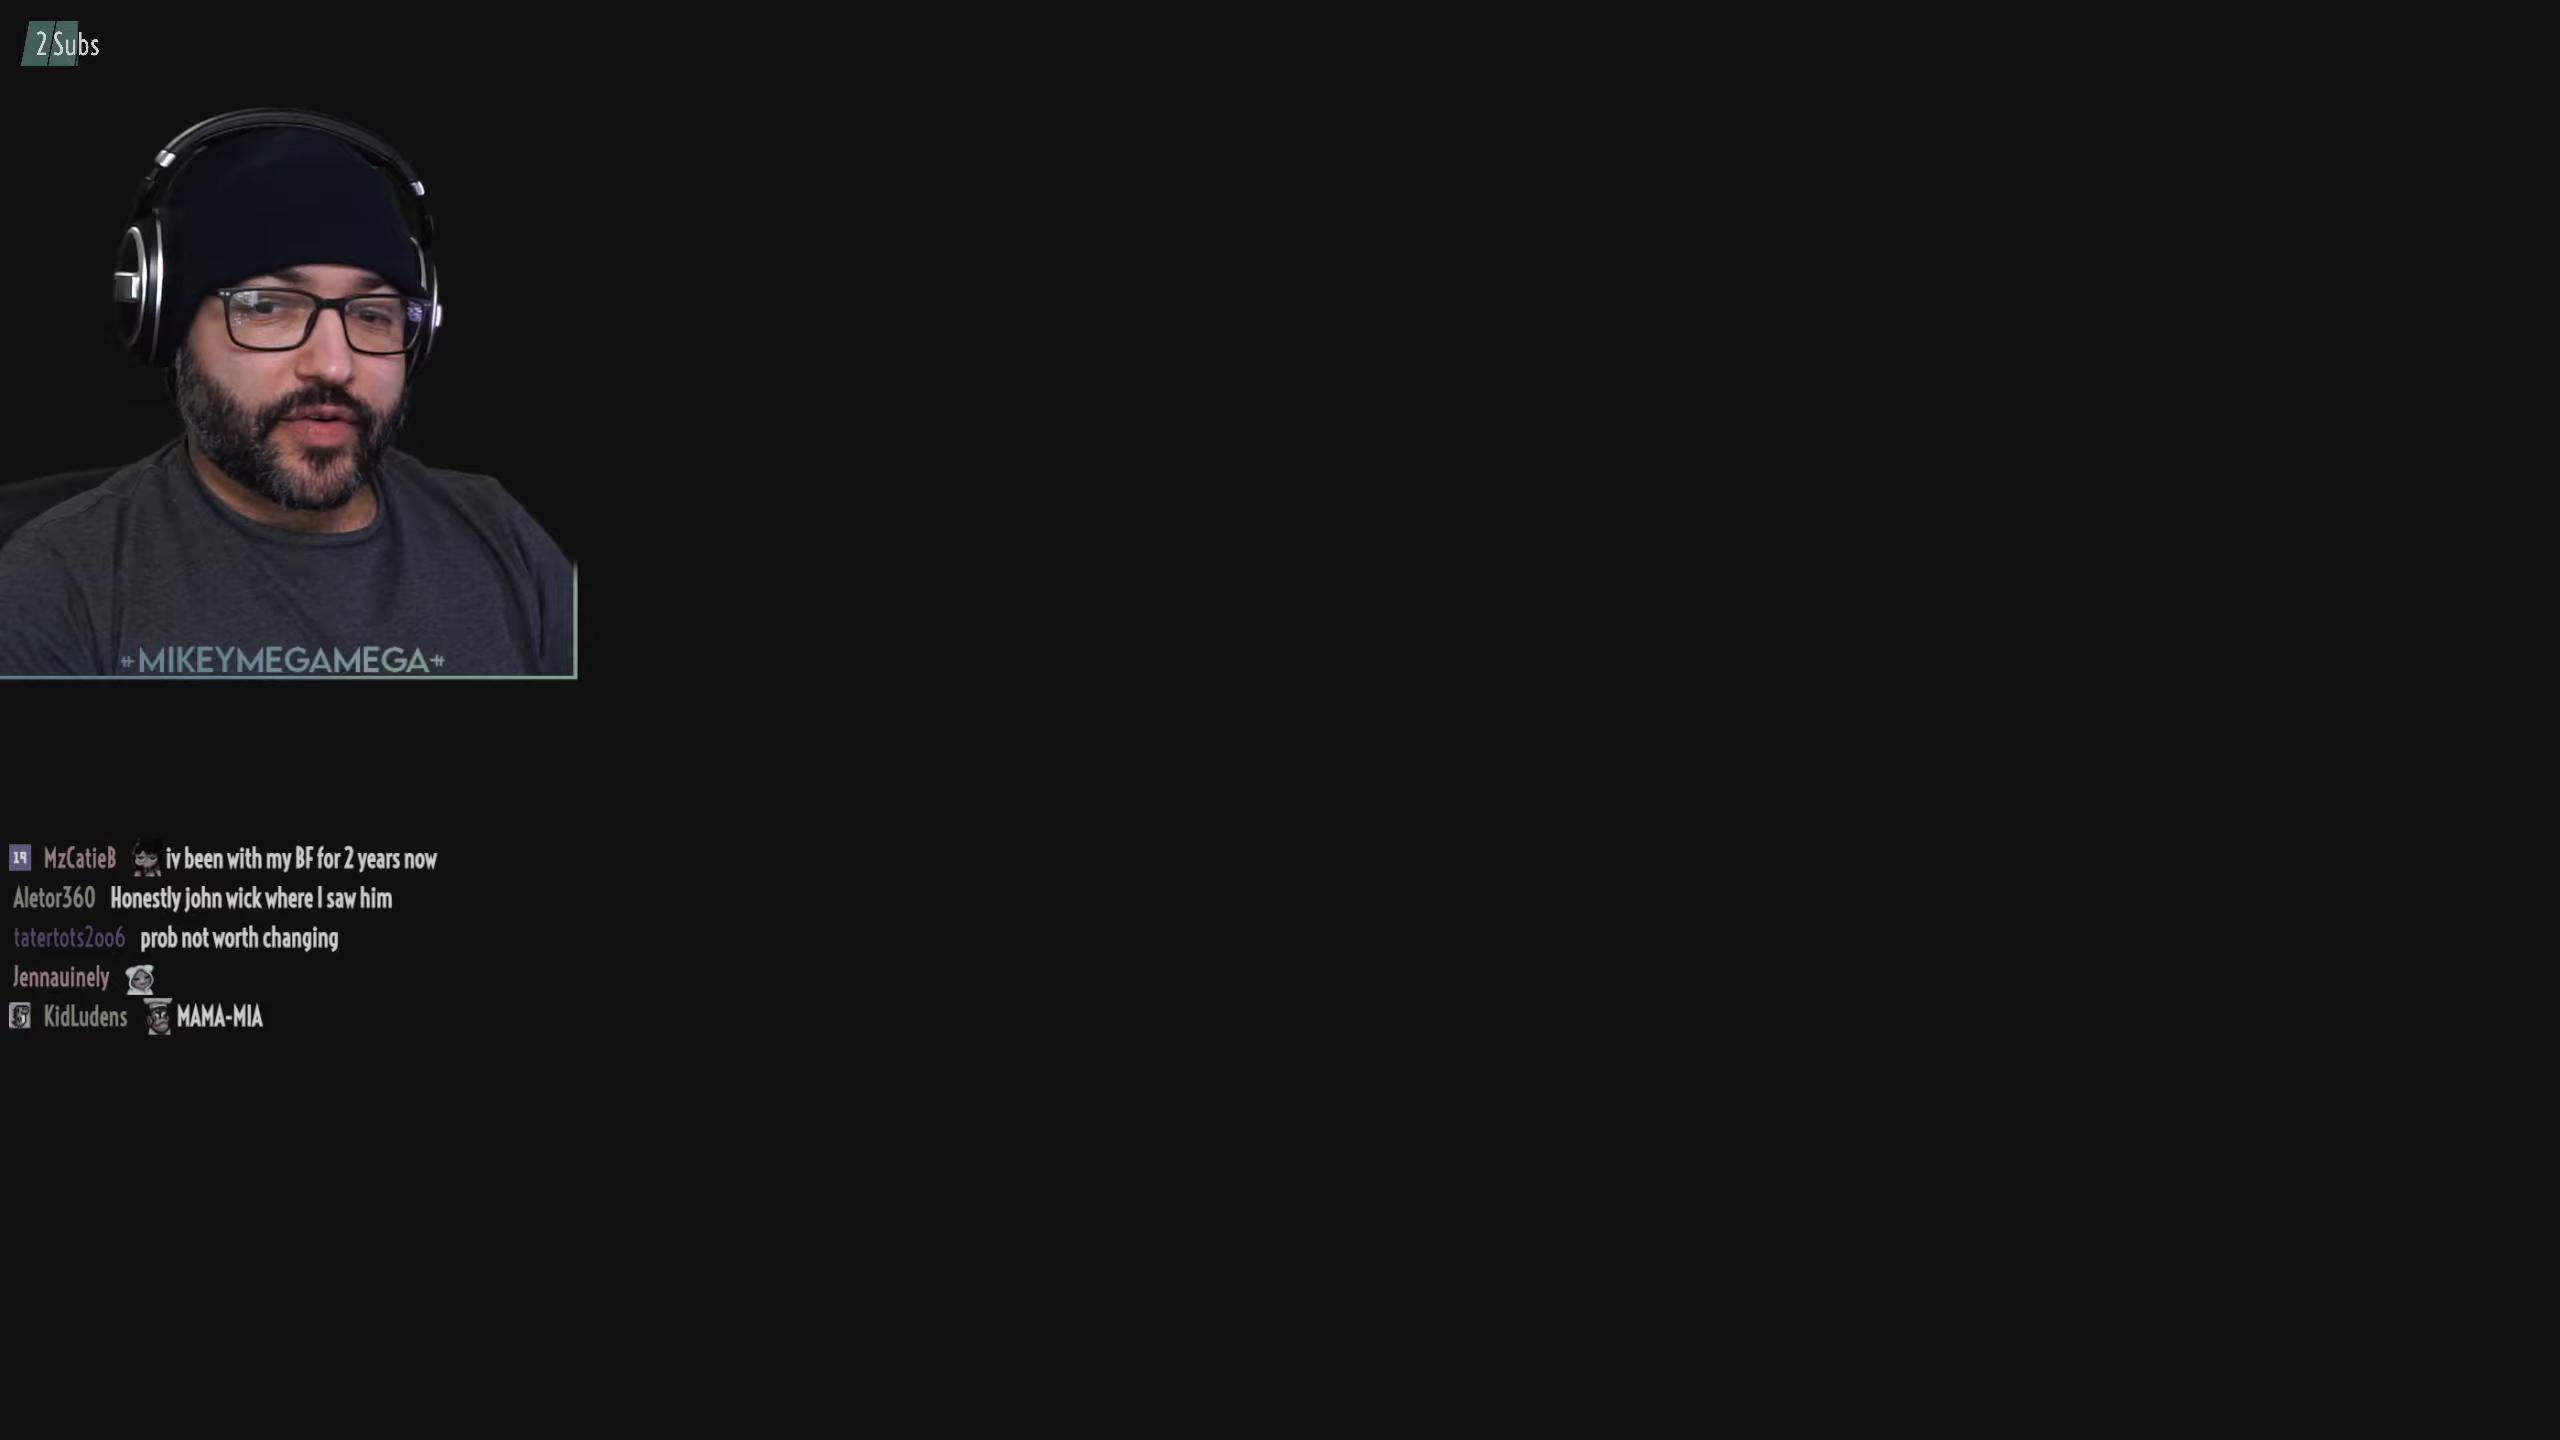 2 Subs
MIKEYMEGAMEGA
19 MzCatieB iv been with my BF for 2 years now
Aletor360 Honestly john wick where I saw him
tatertots2oo6 prob not worth changing
Jennauinely
KidLudens MAMA-MIA